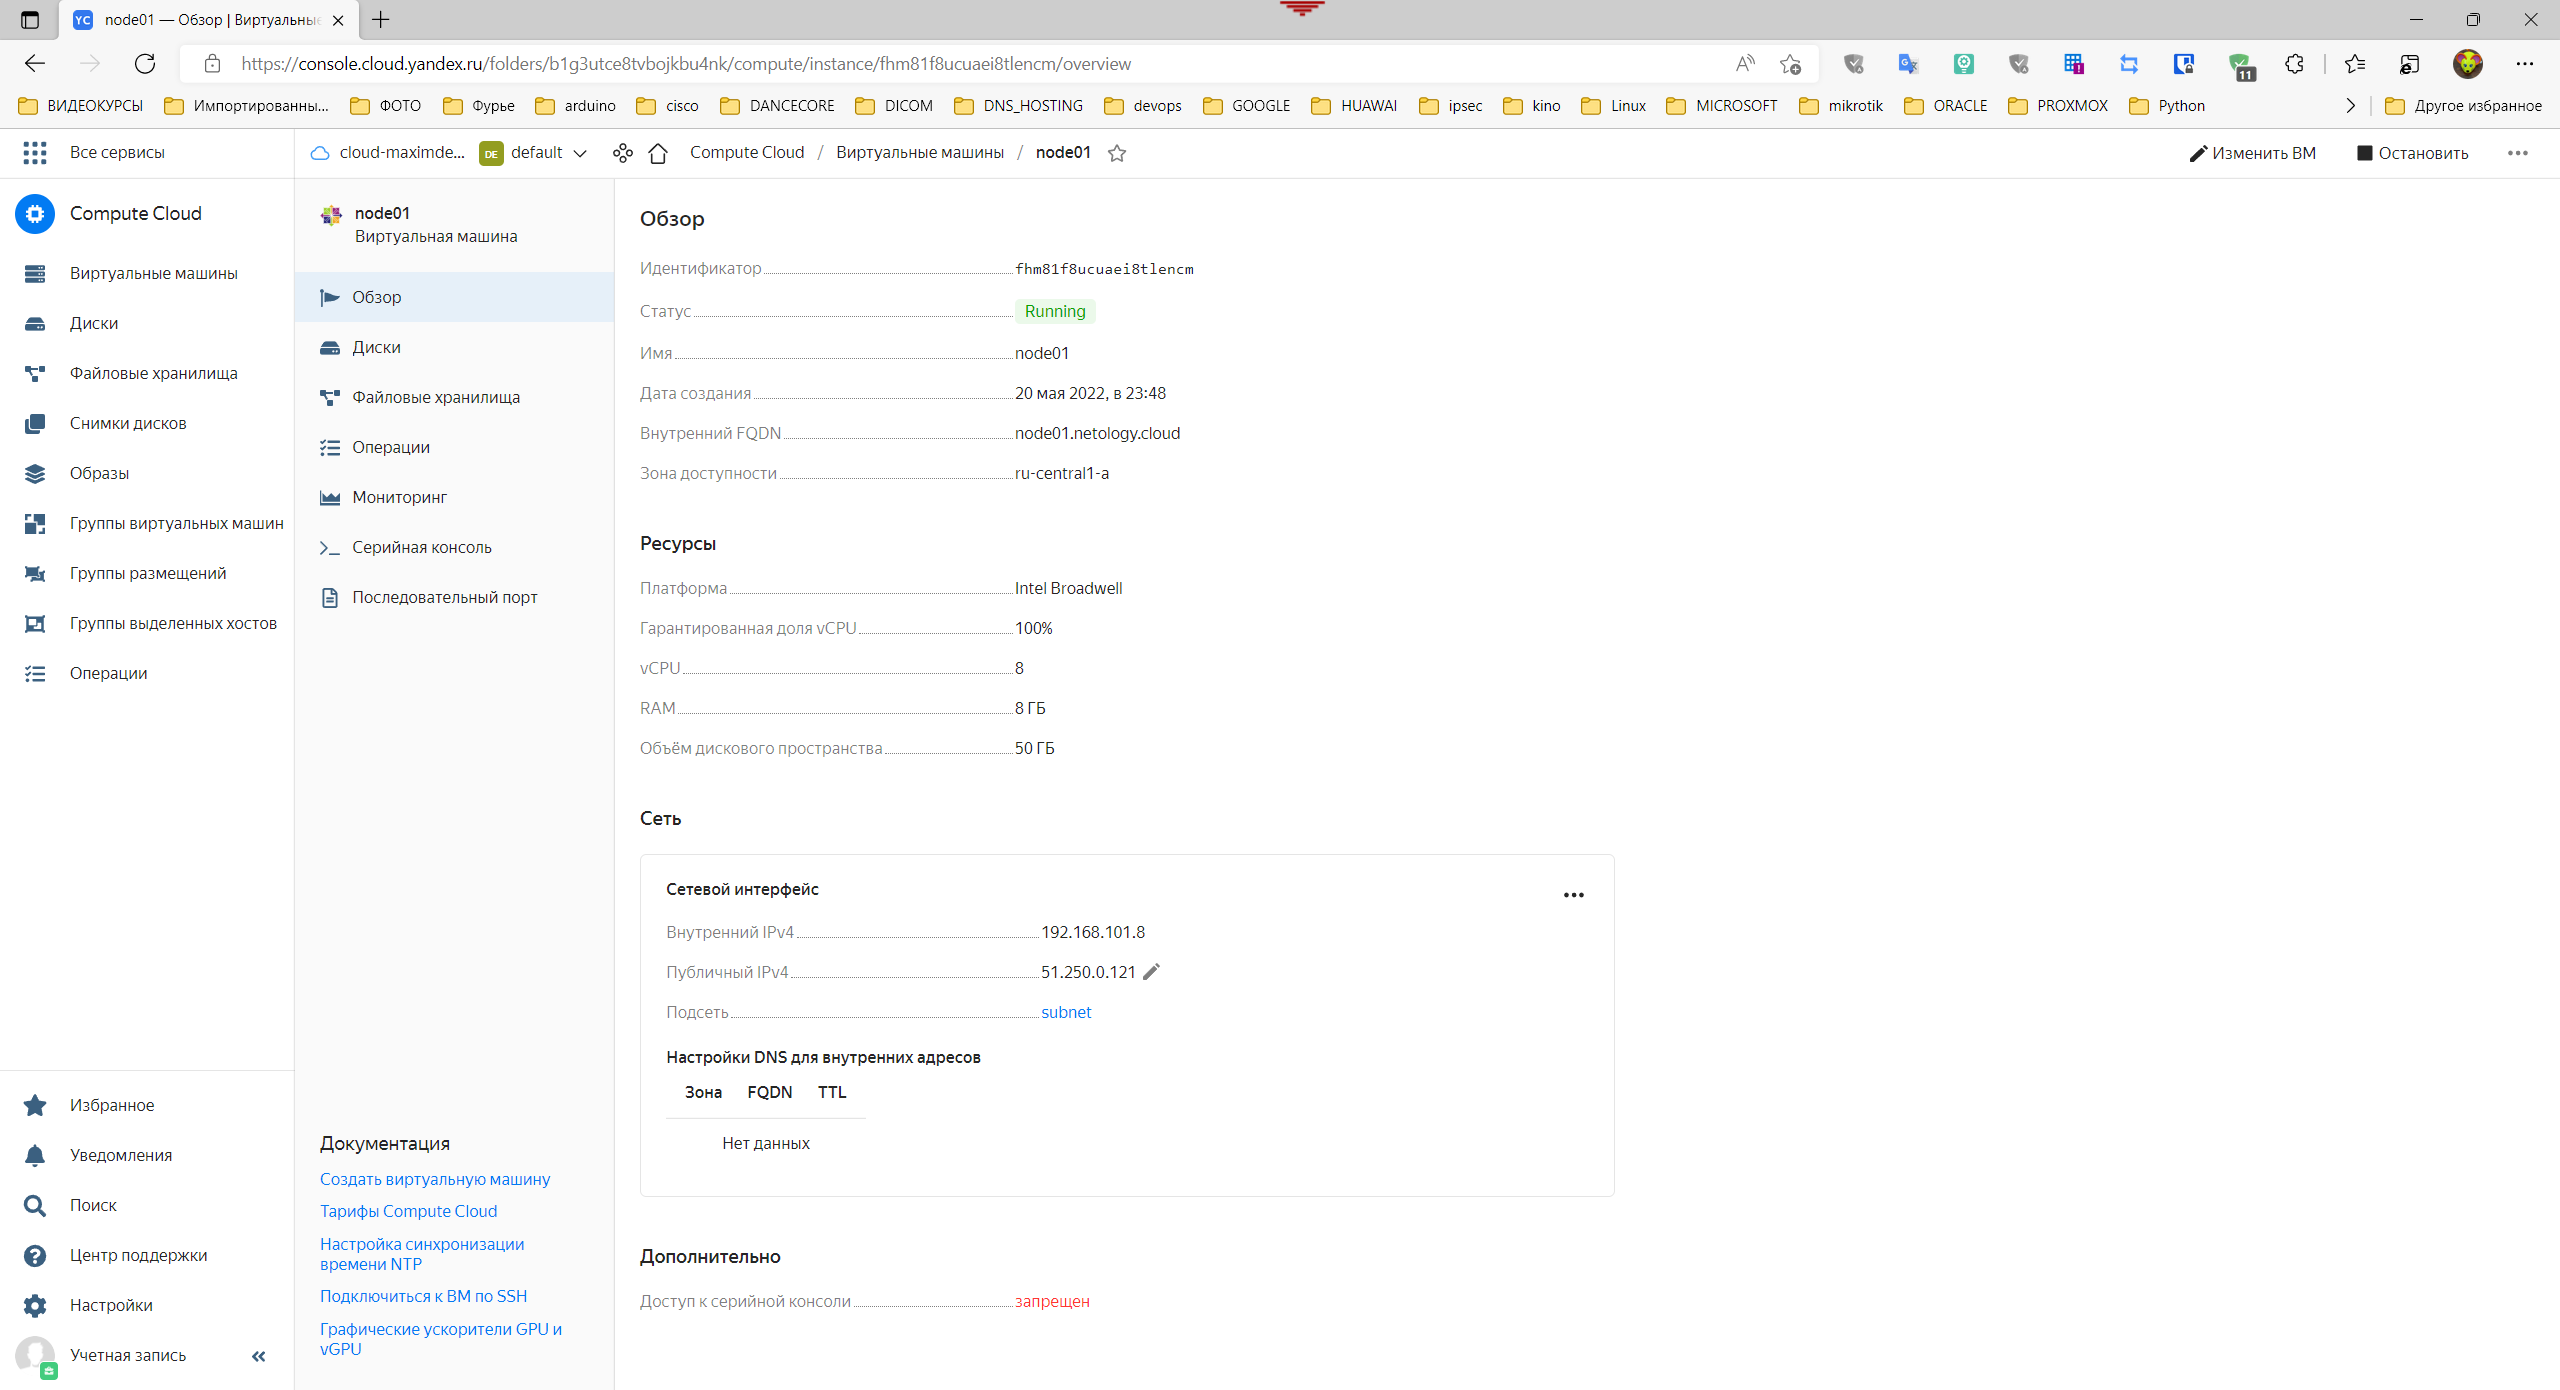 YC node01 — Обзор | Виртуальны
https://console.cloud.yandex.ru/folders/b1g3utce8tvbojkbu4nk/compute/instance/fhm81f8ucuaei8tlencm/overview
11
ВИДЕОКУРСЫ Импортированны... ФОТО Фурье arduino cisco DANCECORE DICOM DNS_HOSTING devops GOOGLE HUAWAI ipsec kino Linux MICROSOFT mikrotik ORACLE PROXMOX Python Другое избранное
Все сервисы
cloud-maximde... DE default Compute Cloud / Виртуальные машины / node01
Изменить ВМ Остановить
Compute Cloud
Виртуальные машины
Диски
Файловые хранилища
Снимки дисков
Образы
Группы виртуальных машин
Группы размещений
Группы выделенных хостов
Операции
Избранное
Уведомления
Поиск
Центр поддержки
Настройки
Учетная запись
node01
Виртуальная машина
Обзор
Диски
Файловые хранилища
Операции
Мониторинг
Серийная консоль
Последовательный порт
Документация
Создать виртуальную машину
Тарифы Compute Cloud
Настройка синхронизации
времени NTP
Подключиться к ВМ по SSH
Графические ускорители GPU и
vGPU
Обзор
Идентификатор fhm81f8ucuaei8tlencm
Статус Running
Имя node01
Дата создания 20 мая 2022, в 23:48
Внутренний FQDN node01.netology.cloud
Зона доступности ru-central1-a
Ресурсы
Платформа Intel Broadwell
Гарантированная доля vCPU 100%
vCPU 8
RAM 8 ГБ
Объём дискового пространства 50 ГБ
Сеть
Сетевой интерфейс
Внутренний IPv4 192.168.101.8
Публичный IPv4 51.250.0.121
Подсеть subnet
Настройки DNS для внутренних адресов
Зона FQDN TTL
Нет данных
Дополнительно
Доступ к серийной консоли запрещен